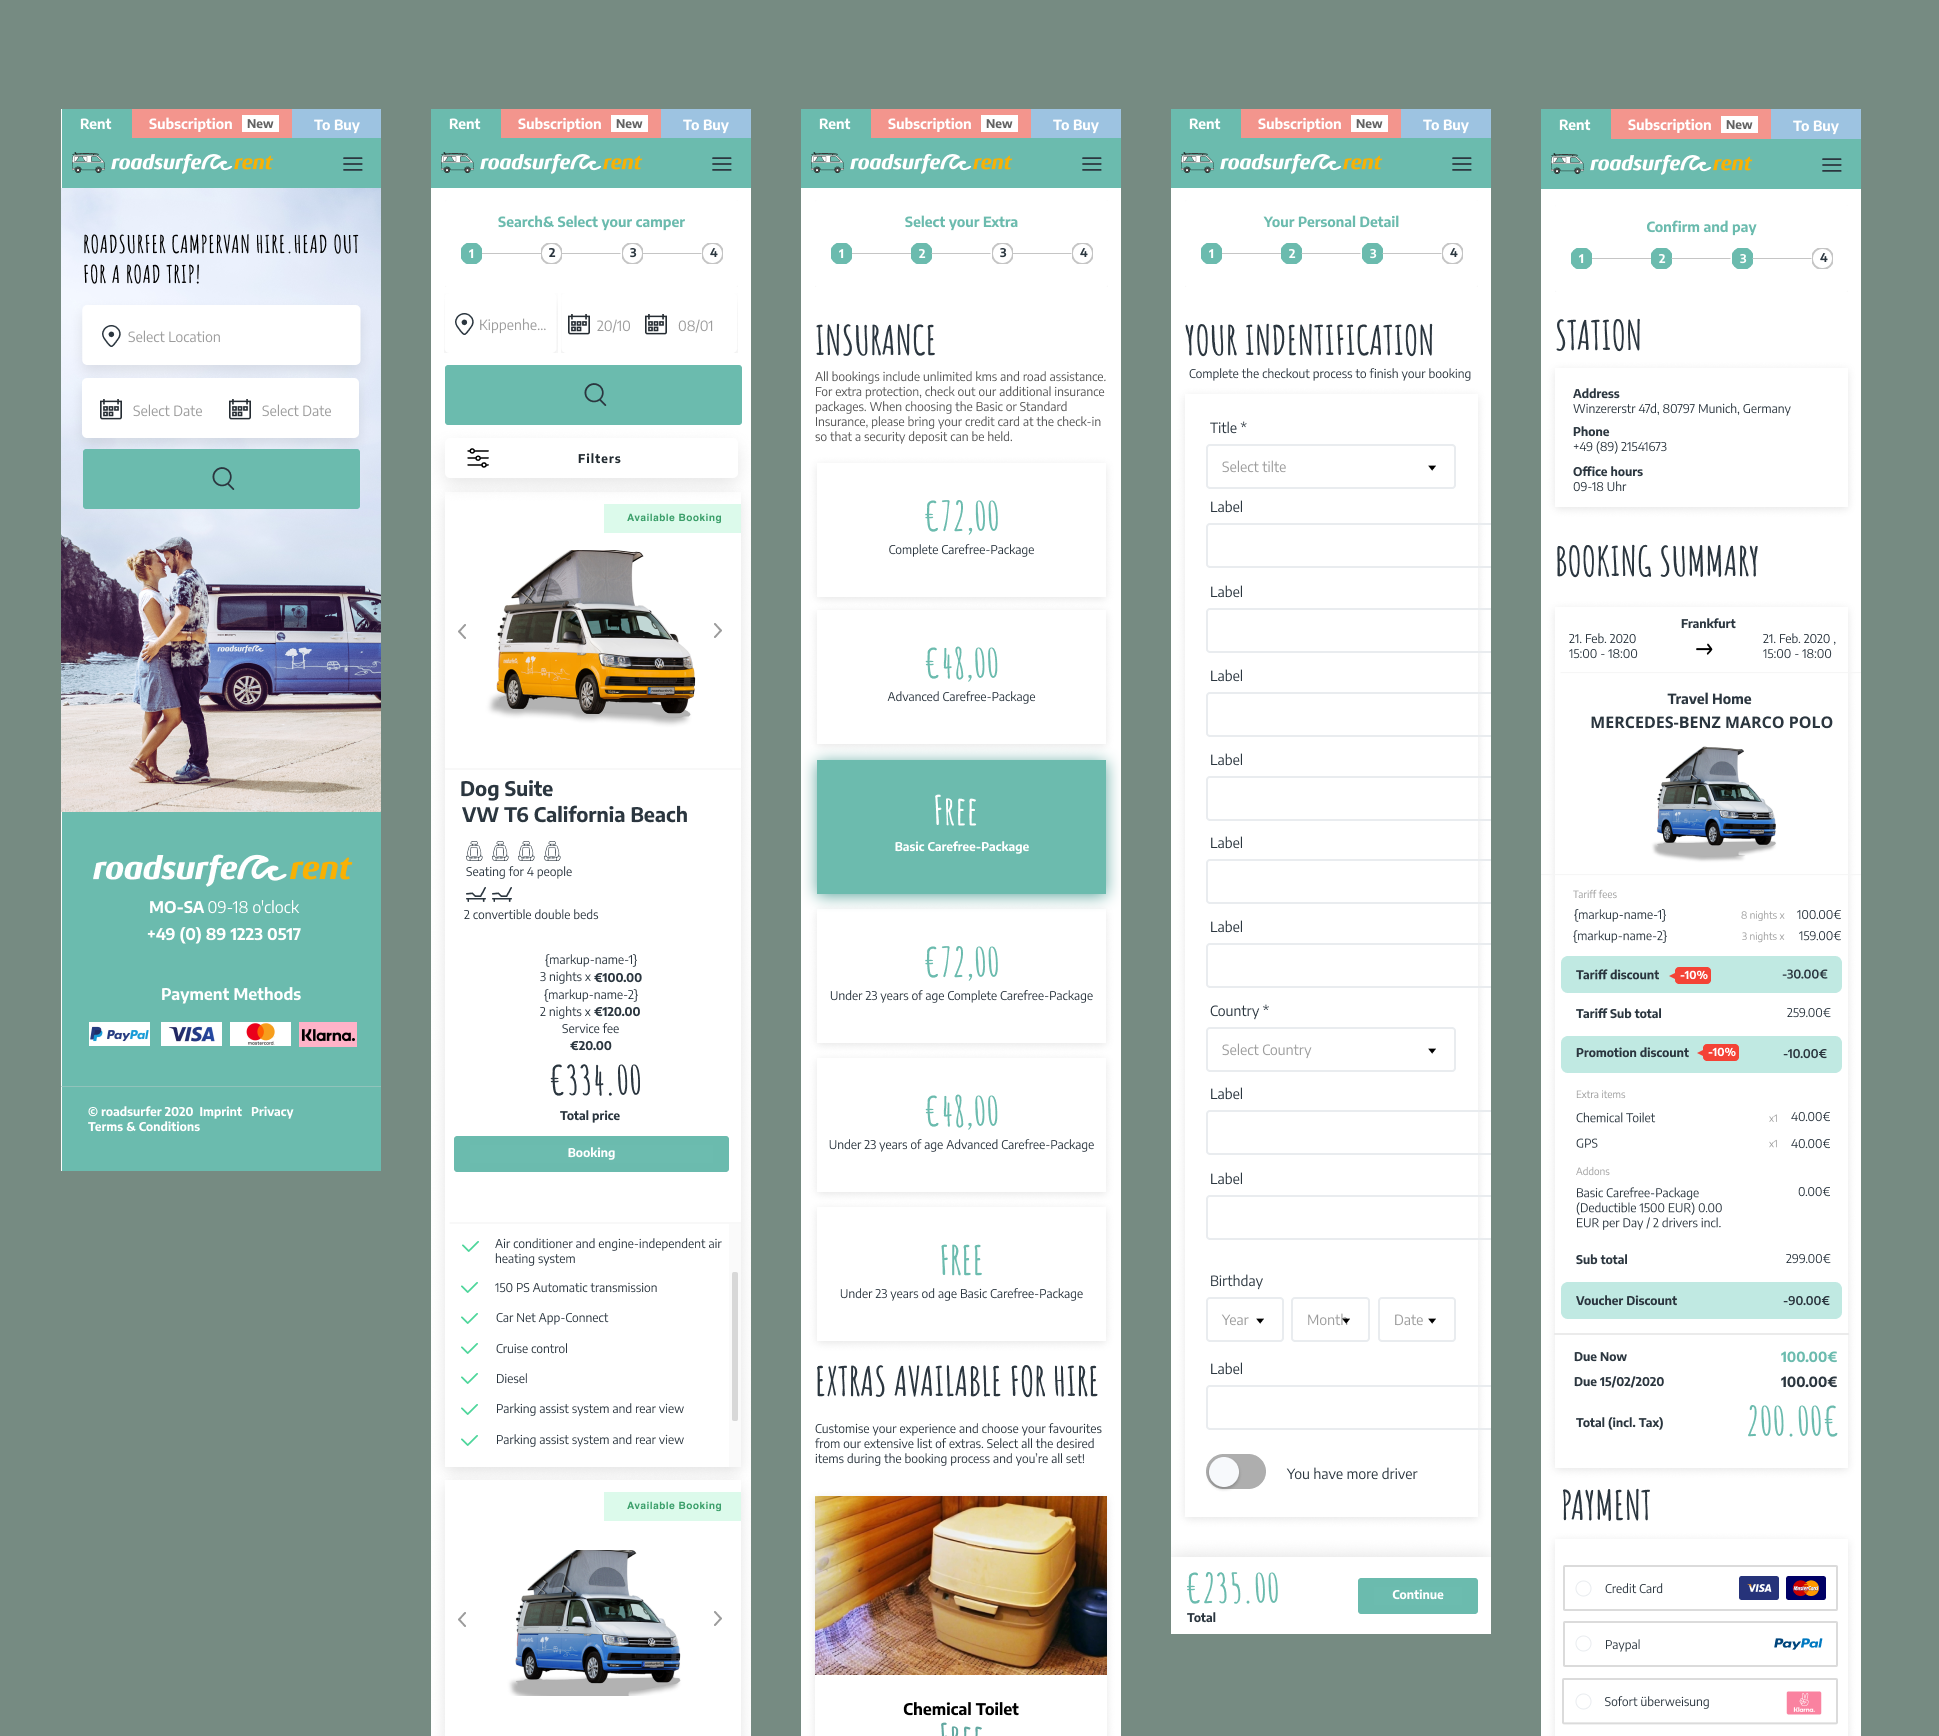 Rent Subscription New To Buy
roadsurfer rent
ROADSURFER CAMPERVAN HIRE.HEAD OUT
FOR A ROAD TRIP!
Select Location
Select Date Select Date
roadsurfer
roadsurfer rent
MO-SA 09-18 o'clock
+49 (0) 89 1223 0517
Payment Methods
PayPal VISA mastercard Klarna.
© roadsurfer 2020 Imprint Privacy
Terms & Conditions
Rent Subscription New To Buy
roadsurfer rent
Search& Select your camper
1 2 3 4
Kippenhe... 20/10 08/01
Filters
Available Booking
Dog Suite
VW T6 California Beach
Seating for 4 people
2 convertible double beds
{markup-name-1}
3 nights x €100.00
{markup-name-2}
2 nights x €120.00
Service fee
€20.00
€334.00
Total price
Booking
Air conditioner and engine-independent air
heating system
150 PS Automatic transmission
Car Net App-Connect
Cruise control
Diesel
Parking assist system and rear view
Parking assist system and rear view
Available Booking
Rent Subscription New To Buy
roadsurfer rent
Select your Extra
1 2 3 4
INSURANCE
All bookings include unlimited kms and road assistance.
For extra protection, check out our additional insurance
packages. When choosing the Basic or Standard
Insurance, please bring your credit card at the check-in
so that a security deposit can be held.
€72,00
Complete Carefree-Package
€48,00
Advanced Carefree-Package
Free
Basic Carefree-Package
€72,00
Under 23 years of age Complete Carefree-Package
€48,00
Under 23 years of age Advanced Carefree-Package
FREE
Under 23 years od age Basic Carefree-Package
EXTRAS AVAILABLE FOR HIRE
Customise your experience and choose your favourites
from our extensive list of extras. Select all the desired
items during the booking process and you're all set!
Chemical Toilet
Free
Rent Subscription New To Buy
roadsurfer rent
Your Personal Detail
1 2 3 4
YOUR INDENTIFICATION
Complete the checkout process to finish your booking
Title *
Select tilte
Label
Label
Label
Label
Label
Label
Country *
Select Country
Label
Label
Birthday
Year Month Date
Label
You have more driver
€235.00
Total
Continue
Rent Subscription New To Buy
roadsurfer rent
Confirm and pay
1 2 3 4
STATION
Address
Winzererstr 47d, 80797 Munich, Germany
Phone
+49 (89) 21541673
Office hours
09-18 Uhr
BOOKING SUMMARY
Frankfurt
21. Feb. 2020 21. Feb. 2020 ,
15:00 - 18:00 15:00 - 18:00
Travel Home
MERCEDES-BENZ MARCO POLO
Tariff fees
{markup-name-1} 8 nights x 100.00€
{markup-name-2} 3 nights x 159.00€
Tariff discount -10% -30.00€
Tariff Sub total 259.00€
Promotion discount -10% -10.00€
Extra items
Chemical Toilet x1 40.00€
GPS x1 40.00€
Addons
Basic Carefree-Package 0.00€
(Deductible 1500 EUR) 0.00
EUR per Day / 2 drivers incl.
Sub total 299.00€
Voucher Discount -90.00€
Due Now 100.00€
Due 15/02/2020 100.00€
Total (incl. Tax) 200.00€
PAYMENT
Credit Card VISA MasterCard
Paypal PayPal
Sofort überweisung Klarna.